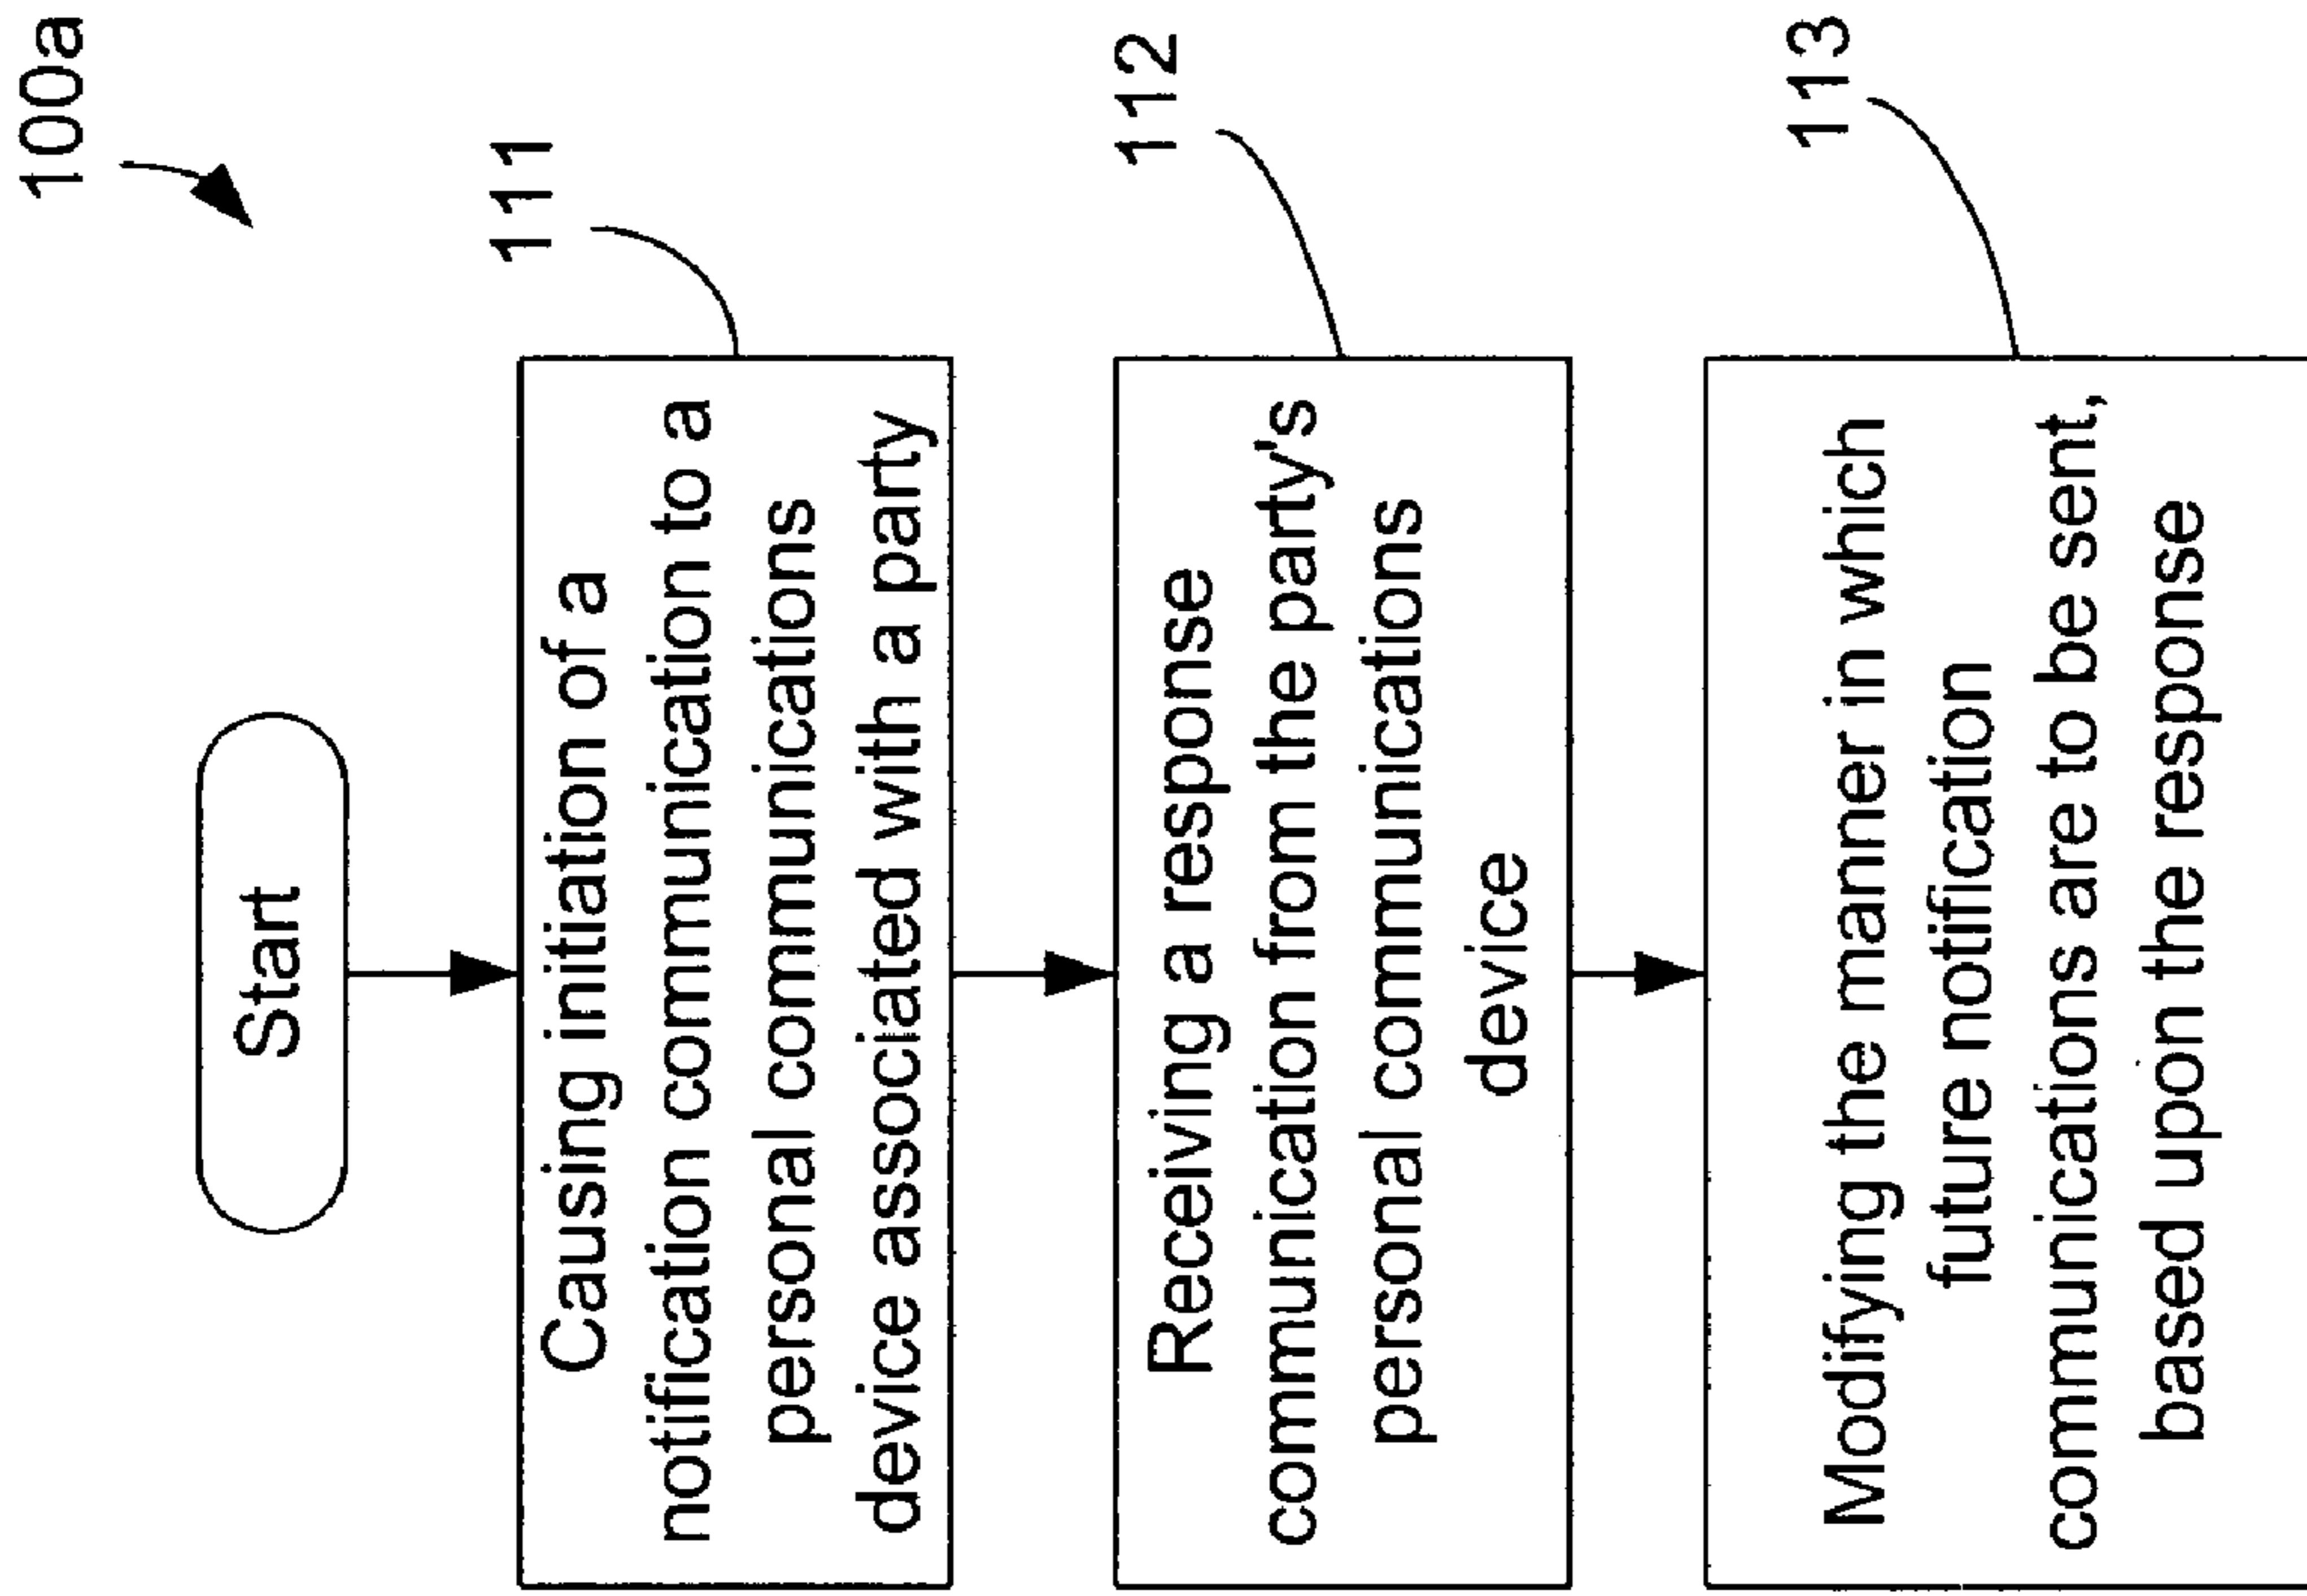 100a
Start
111
Causing initiation of a
notification communication to a
personal communications
device associated with a party
112
Receiving a response
communication from the party's
personal communications
device
113
Modifying the manner in which
future notification
communications are to be sent,
based upon the response